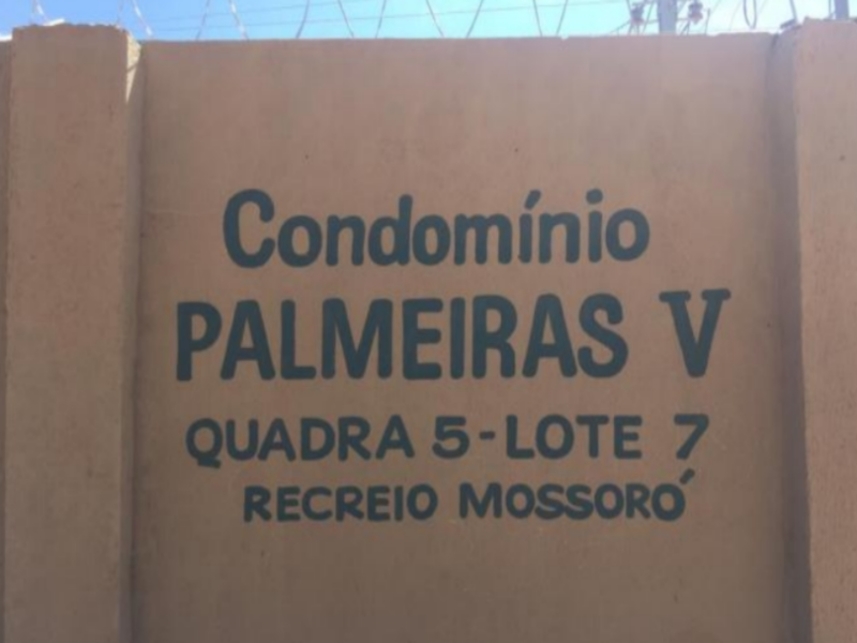 Condomínio
PALMEIRAS V
QUADRA 5 - LOTE 7
RECREIO MOSSORÓ